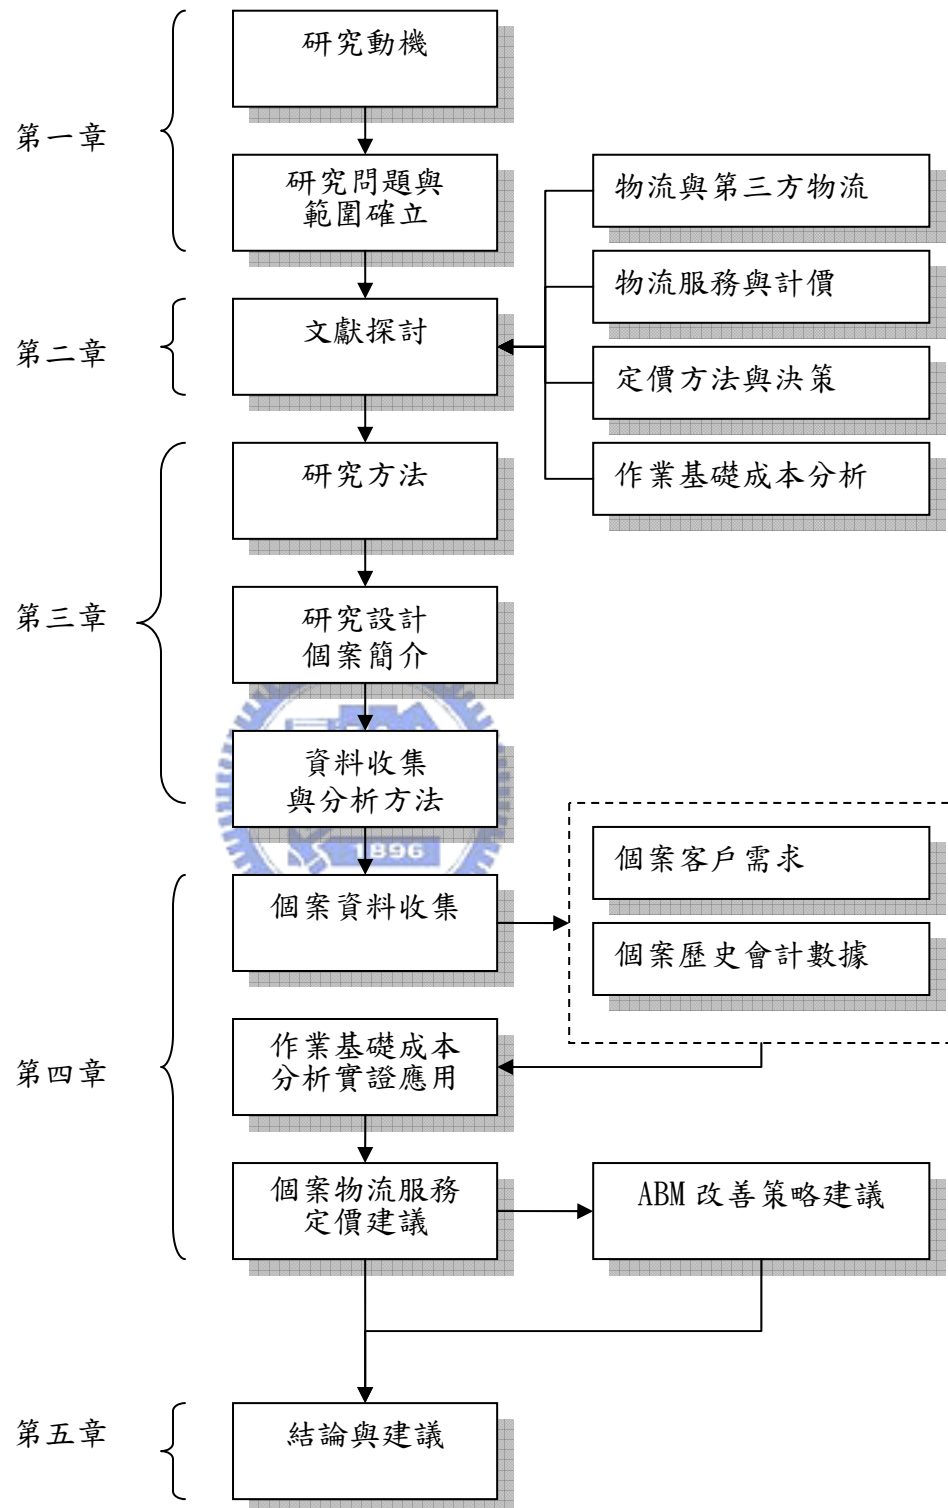 第一章
研究動機
研究問題與
範圍確立
第二章
文獻探討
物流與第三方物流
物流服務與計價
定價方法與決策
作業基礎成本分析
第三章
研究方法
研究設計
個案簡介
資料收集
與分析方法
1896
第四章
個案資料收集
個案客戶需求
個案歷史會計數據
作業基礎成本
分析實證應用
個案物流服務
定價建議
ABM 改善策略建議
第五章
結論與建議